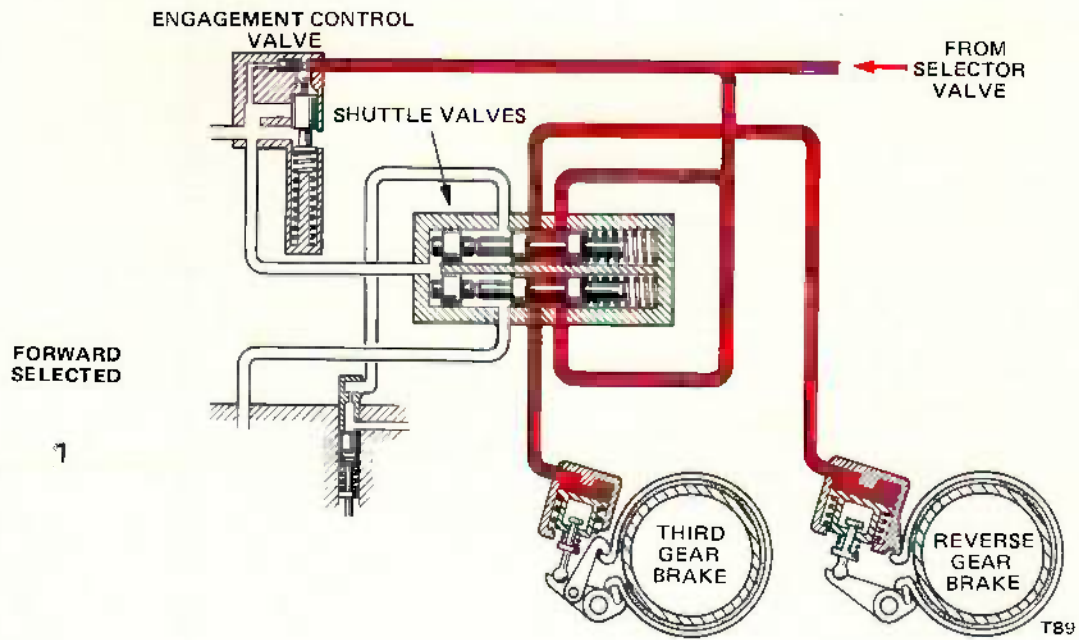 ENGAGEMENT CONTROL
VALVE
FROM
SELECTOR
VALVE
SHUTTLE VALVES
FORWARD
SELECTED
1
THIRD
GEAR
BRAKE
REVERSE
GEAR
BRAKE
T89